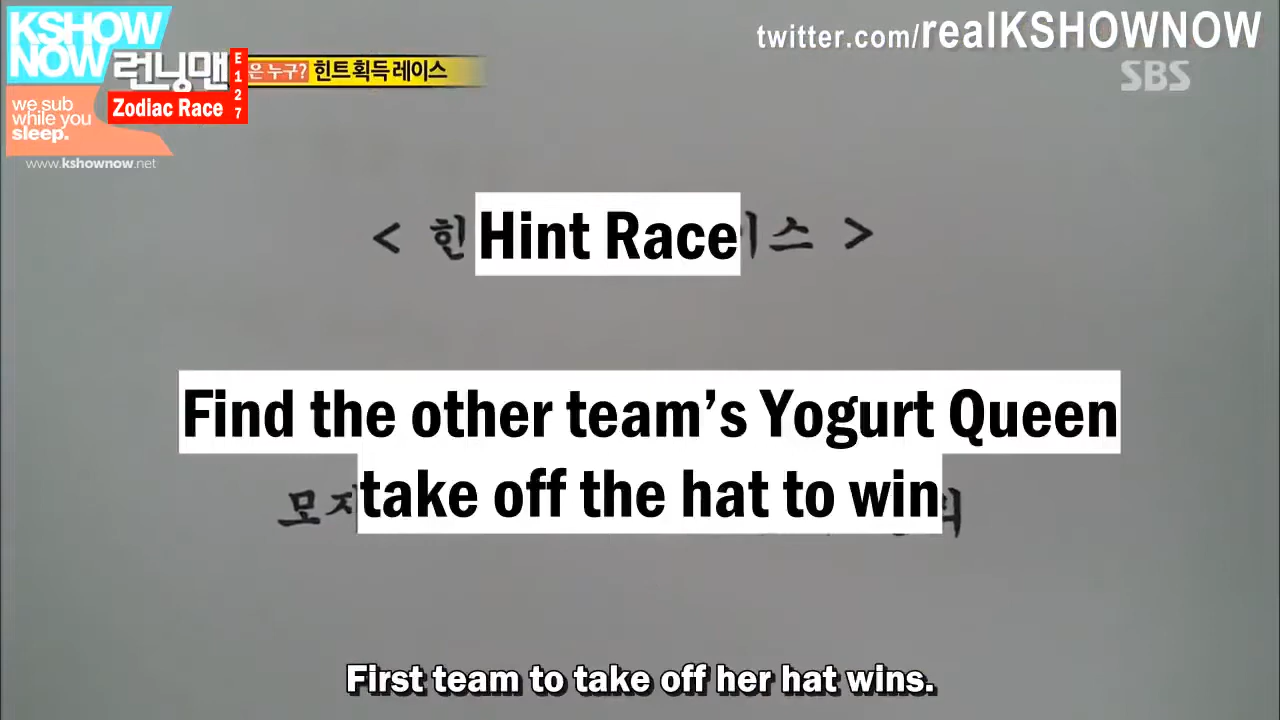 KSHOW
NOW
런닝맨
E127
Zodiac Race
은 누구? 힌트 획득 레이스
we sub
while you
sleep.
www.kshownow.net
twitter.com/realKSHOWNOW
SBS
< 힌 Hint Race 스 >
Find the other team's Yogurt Queen
take off the hat to win
First team to take off her hat wins.